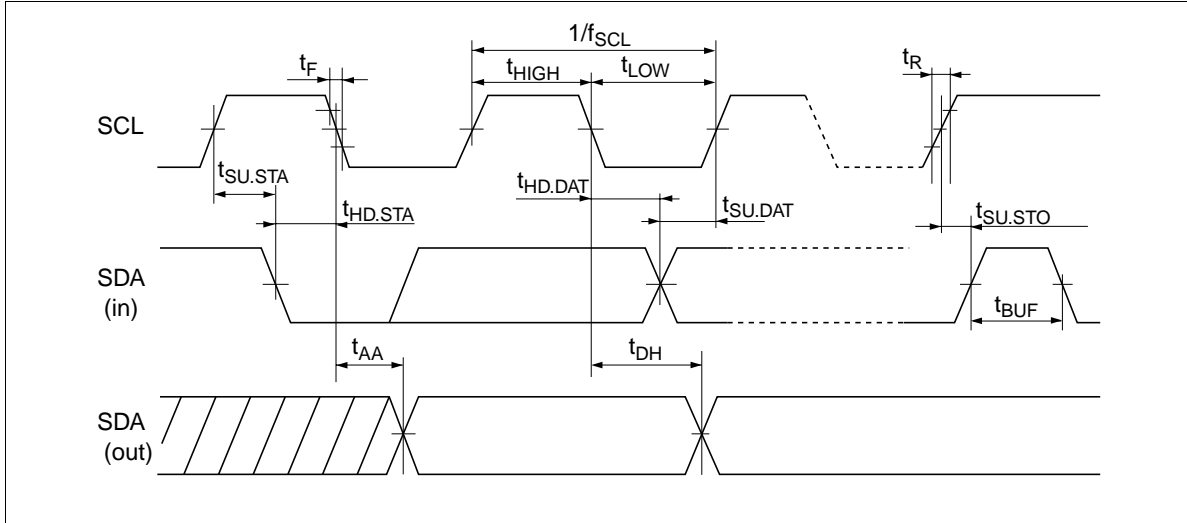 1/fSCL
tF
tHIGH
tLOW
tR
SCL
tSU.STA
tHD.STA
tHD.DAT
tSU.DAT
tSU.STO
SDA
(in)
tBUF
tAA
tDH
SDA
(out)